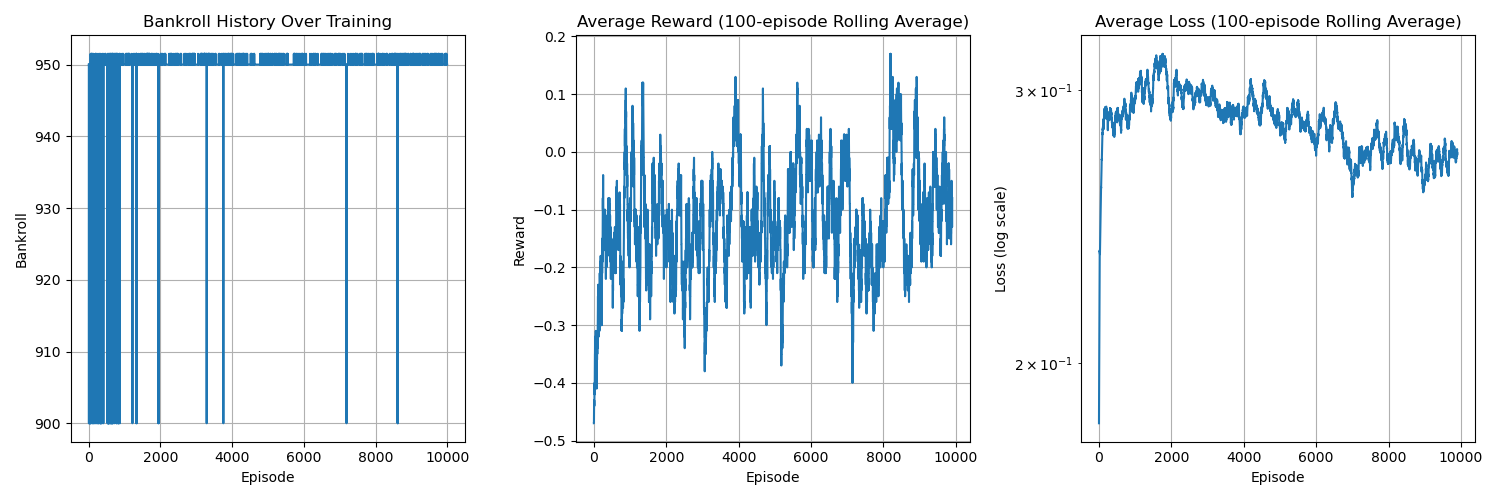 Bankroll History Over Training
Bankroll
950
940
930
920
910
900
0 2000 4000 6000 8000 10000
Episode
Average Reward (100-episode Rolling Average)
Reward
0.2
0.1
0.0
−0.1
−0.2
−0.3
−0.4
−0.5
0 2000 4000 6000 8000 10000
Episode
Average Loss (100-episode Rolling Average)
Loss (log scale)
3 × 10⁻¹
2 × 10⁻¹
0 2000 4000 6000 8000 10000
Episode